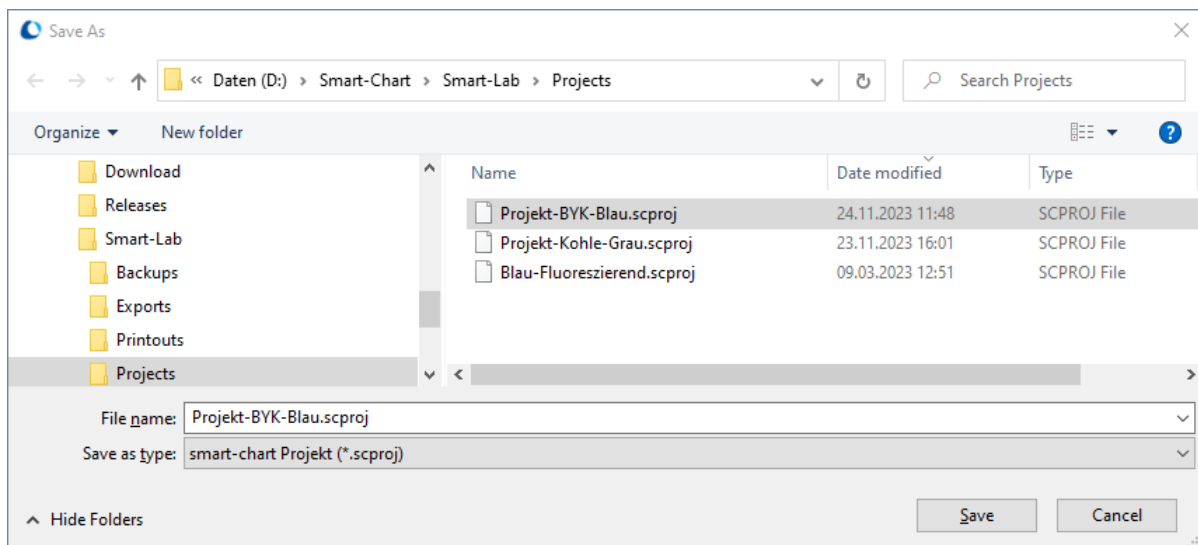 Save As
« Daten (D:) › Smart-Chart › Smart-Lab › Projects
Search Projects
Organize
New folder
?
Download
Releases
Smart-Lab
Backups
Exports
Printouts
Projects
Name Date modified Type
Projekt-BYK-Blau.scproj 24.11.2023 11:48 SCPROJ File
Projekt-Kohle-Grau.scproj 23.11.2023 16:01 SCPROJ File
Blau-Fluoreszierend.scproj 09.03.2023 12:51 SCPROJ File
File name: Projekt-BYK-Blau.scproj
Save as type: smart-chart Projekt (*.scproj)
Hide Folders
Save
Cancel